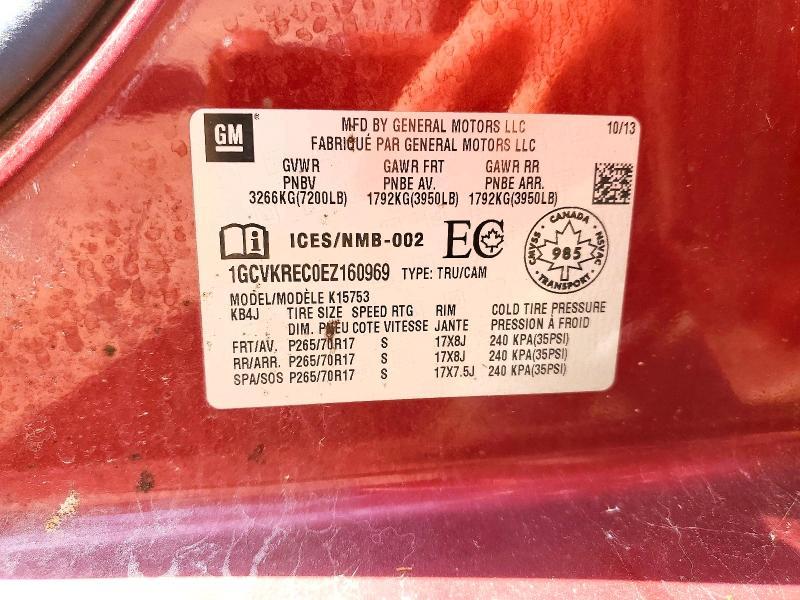 GM
MFD BY GENERAL MOTORS LLC 10/13
FABRIQUÉ PAR GENERAL MOTORS LLC
GVWR GAWR FRT GAWR RR
PNBV PNBE AV. PNBE ARR.
3266KG(7200LB) 1792KG(3950LB) 1792KG(3950LB)
i ICES/NMB-002 EC
CANADA CMVSS NSVAC 985 TRANSPORT
1GCVKREC0EZ160969 TYPE: TRU/CAM
MODEL/MODÈLE K15753
KB4J TIRE SIZE SPEED RTG RIM COLD TIRE PRESSURE
DIM. PNEU COTE VITESSE JANTE PRESSION À FROID
FRT/AV. P265/70R17 S 17X8J 240 KPA(35PSI)
RR/ARR. P265/70R17 S 17X8J 240 KPA(35PSI)
SPA/SOS P265/70R17 S 17X7.5J 240 KPA(35PSI)